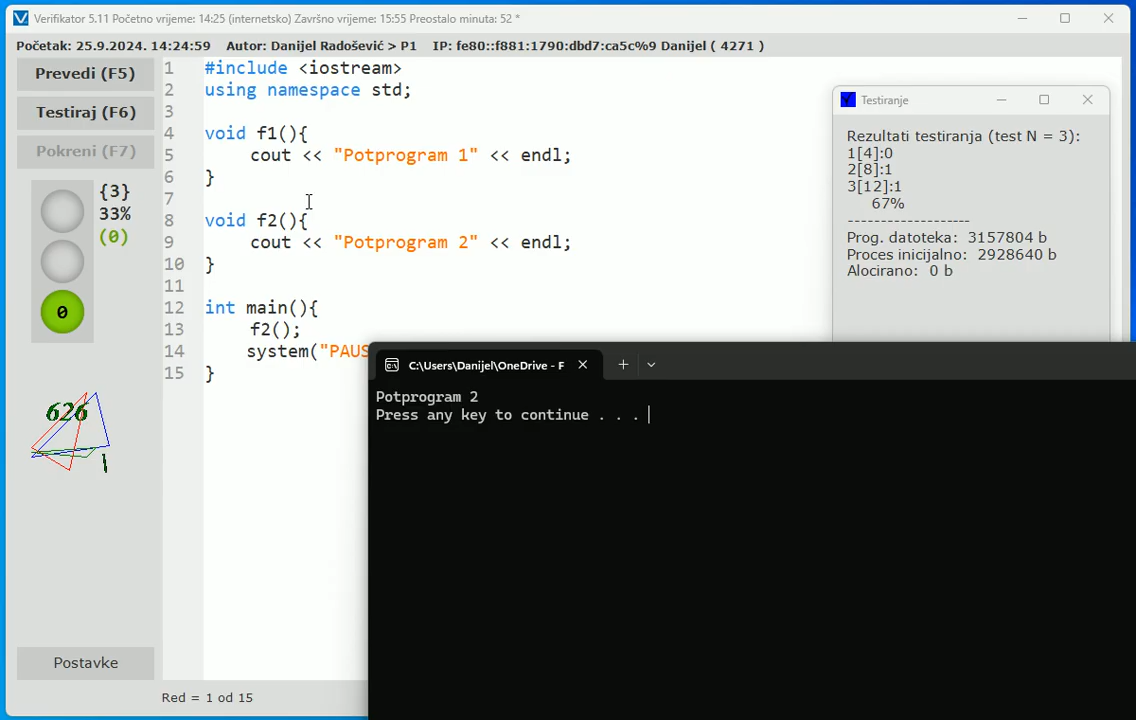 Verifikator 5.11 Početno vrijeme: 14:25 (internetsko) Završno vrijeme: 15:55 Preostalo minuta: 52 *
Početak: 25.9.2024. 14:24:59 Autor: Danijel Radošević > P1 IP: fe80::f881:1790:dbd7:ca5c%9 Danijel ( 4271 )
Prevedi (F5)
Testiraj (F6)
Pokreni (F7)
{3}
33%
(0)
0
626
1
Postavke
1 #include <iostream>
2 using namespace std;
3
4 void f1(){
5 cout << "Potprogram 1" << endl;
6 }
7
8 void f2(){
9 cout << "Potprogram 2" << endl;
10 }
11
12 int main(){
13 f2();
14 system("PAUS
15 }
Red = 1 od 15
Testiranje
Rezultati testiranja (test N = 3):
1[4]:0
2[8]:1
3[12]:1
67%
-------------------
Prog. datoteka: 3157804 b
Proces inicijalno: 2928640 b
Alocirano: 0 b
C:\Users\Danijel\OneDrive - F
Potprogram 2
Press any key to continue . . .